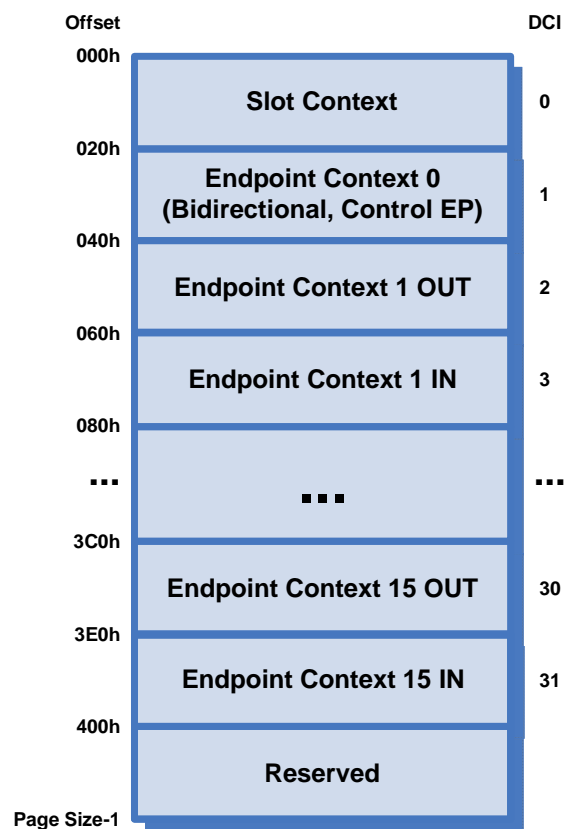 Offset DCI
000h
Slot Context 0
020h
Endpoint Context 0
(Bidirectional, Control EP) 1
040h
Endpoint Context 1 OUT 2
060h
Endpoint Context 1 IN 3
080h
... ... ...
3C0h
Endpoint Context 15 OUT 30
3E0h
Endpoint Context 15 IN 31
400h
Reserved
Page Size-1